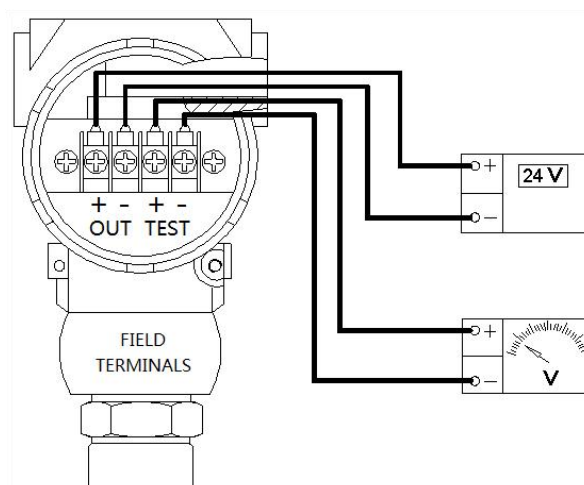 + - + -
OUT TEST
FIELD
TERMINALS
+
24 V
-
+
-
V